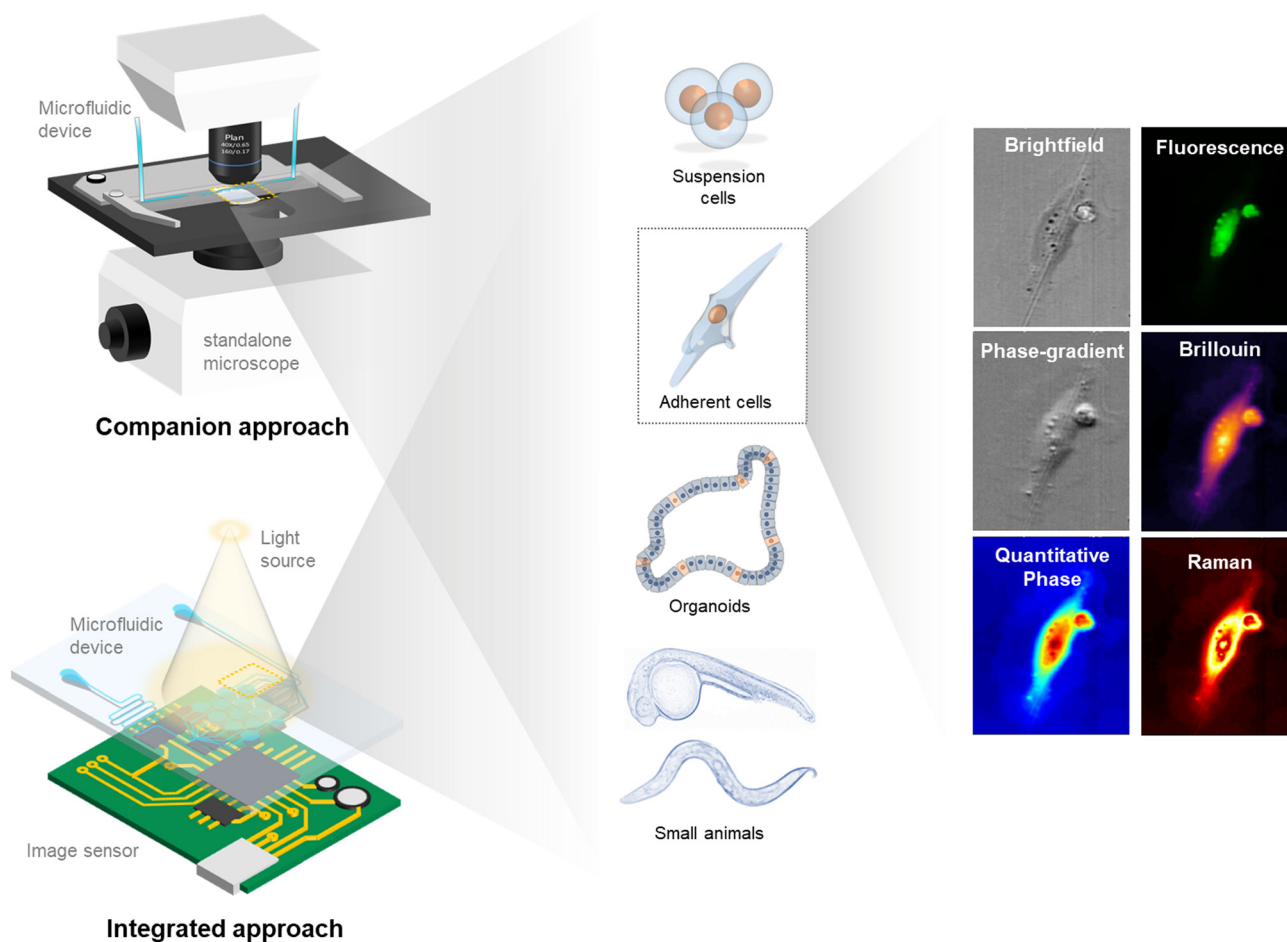 Microfluidic
device
Plan
40X/0.65
160/0.17
standalone
microscope
Companion approach
Light
source
Microfluidic
device
Image sensor
Integrated approach
Suspension
cells
Adherent cells
Organoids
Small animals
Brightfield
Fluorescence
Phase-gradient
Brillouin
Quantitative
Phase
Raman